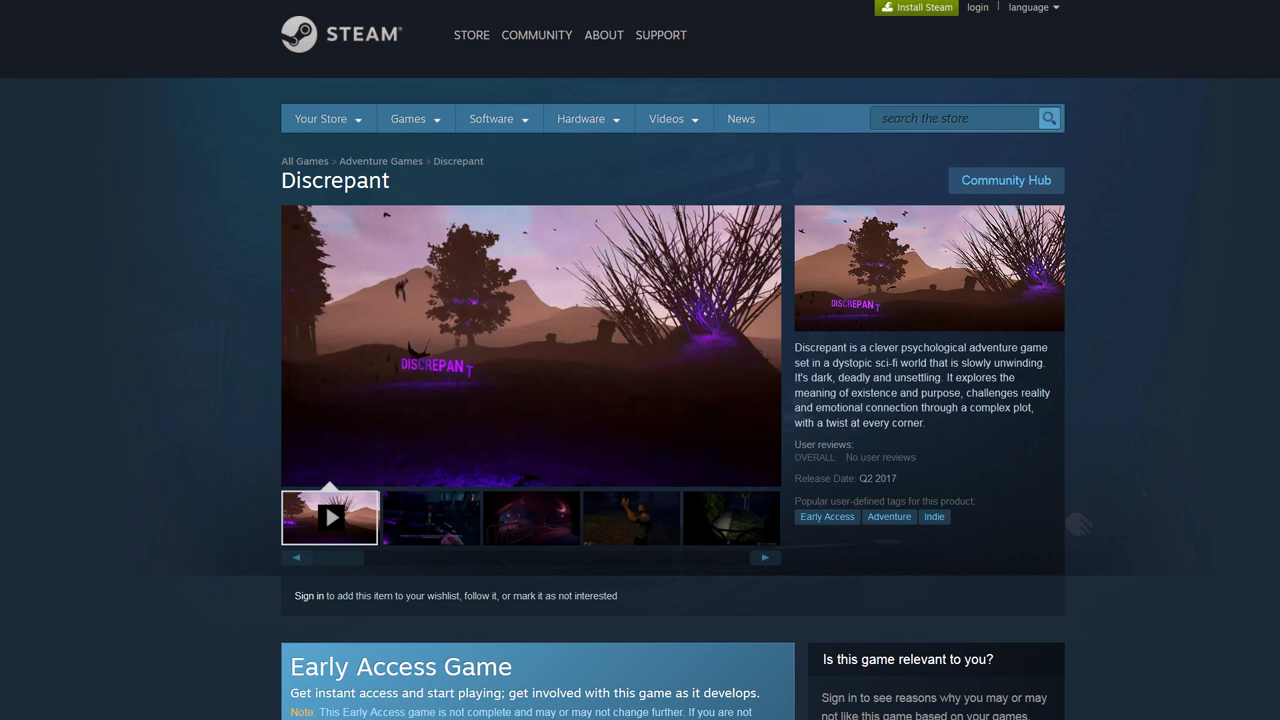 Install Steam login | language
STEAM®
STORE COMMUNITY ABOUT SUPPORT
Your Store Games Software Hardware Videos News search the store
All Games > Adventure Games > Discrepant
Discrepant
Community Hub
DISCREPANT
DISCREPANT
Discrepant is a clever psychological adventure game
set in a dystopic sci-fi world that is slowly unwinding.
It's dark, deadly and unsettling. It explores the
meaning of existence and purpose, challenges reality
and emotional connection through a complex plot,
with a twist at every corner.
User reviews:
OVERALL: No user reviews
Release Date: Q2 2017
Popular user-defined tags for this product:
Early Access Adventure Indie
Sign in to add this item to your wishlist, follow it, or mark it as not interested
Early Access Game
Get instant access and start playing; get involved with this game as it develops.
Note: This Early Access game is not complete and may or may not change further. If you are not
Is this game relevant to you?
Sign in to see reasons why you may or may
not like this game based on your games,